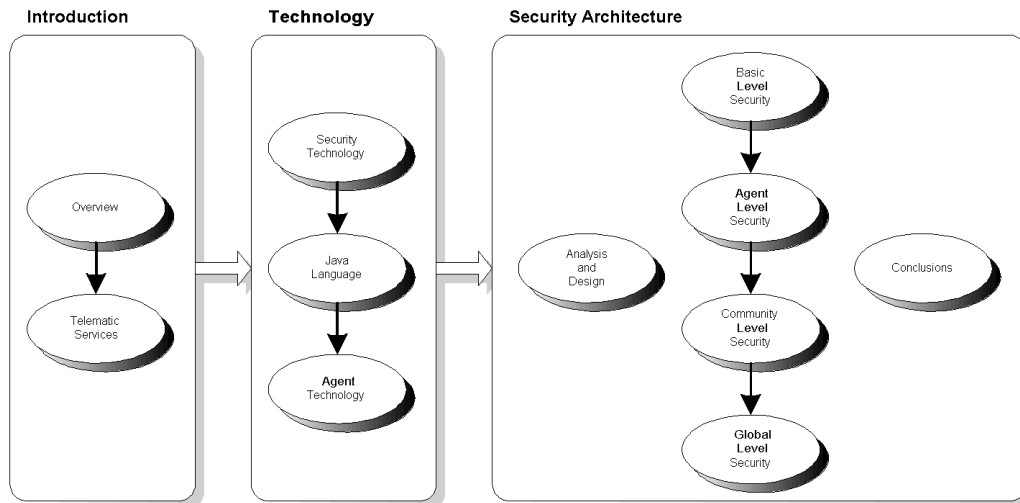 Introduction
Overview
Telematic
Services
Technology
Security
Technology
Java
Language
Agent
Technology
Security Architecture
Analysis
and
Design
Basic
Level
Security
Agent
Level
Security
Community
Level
Security
Global
Level
Security
Conclusions